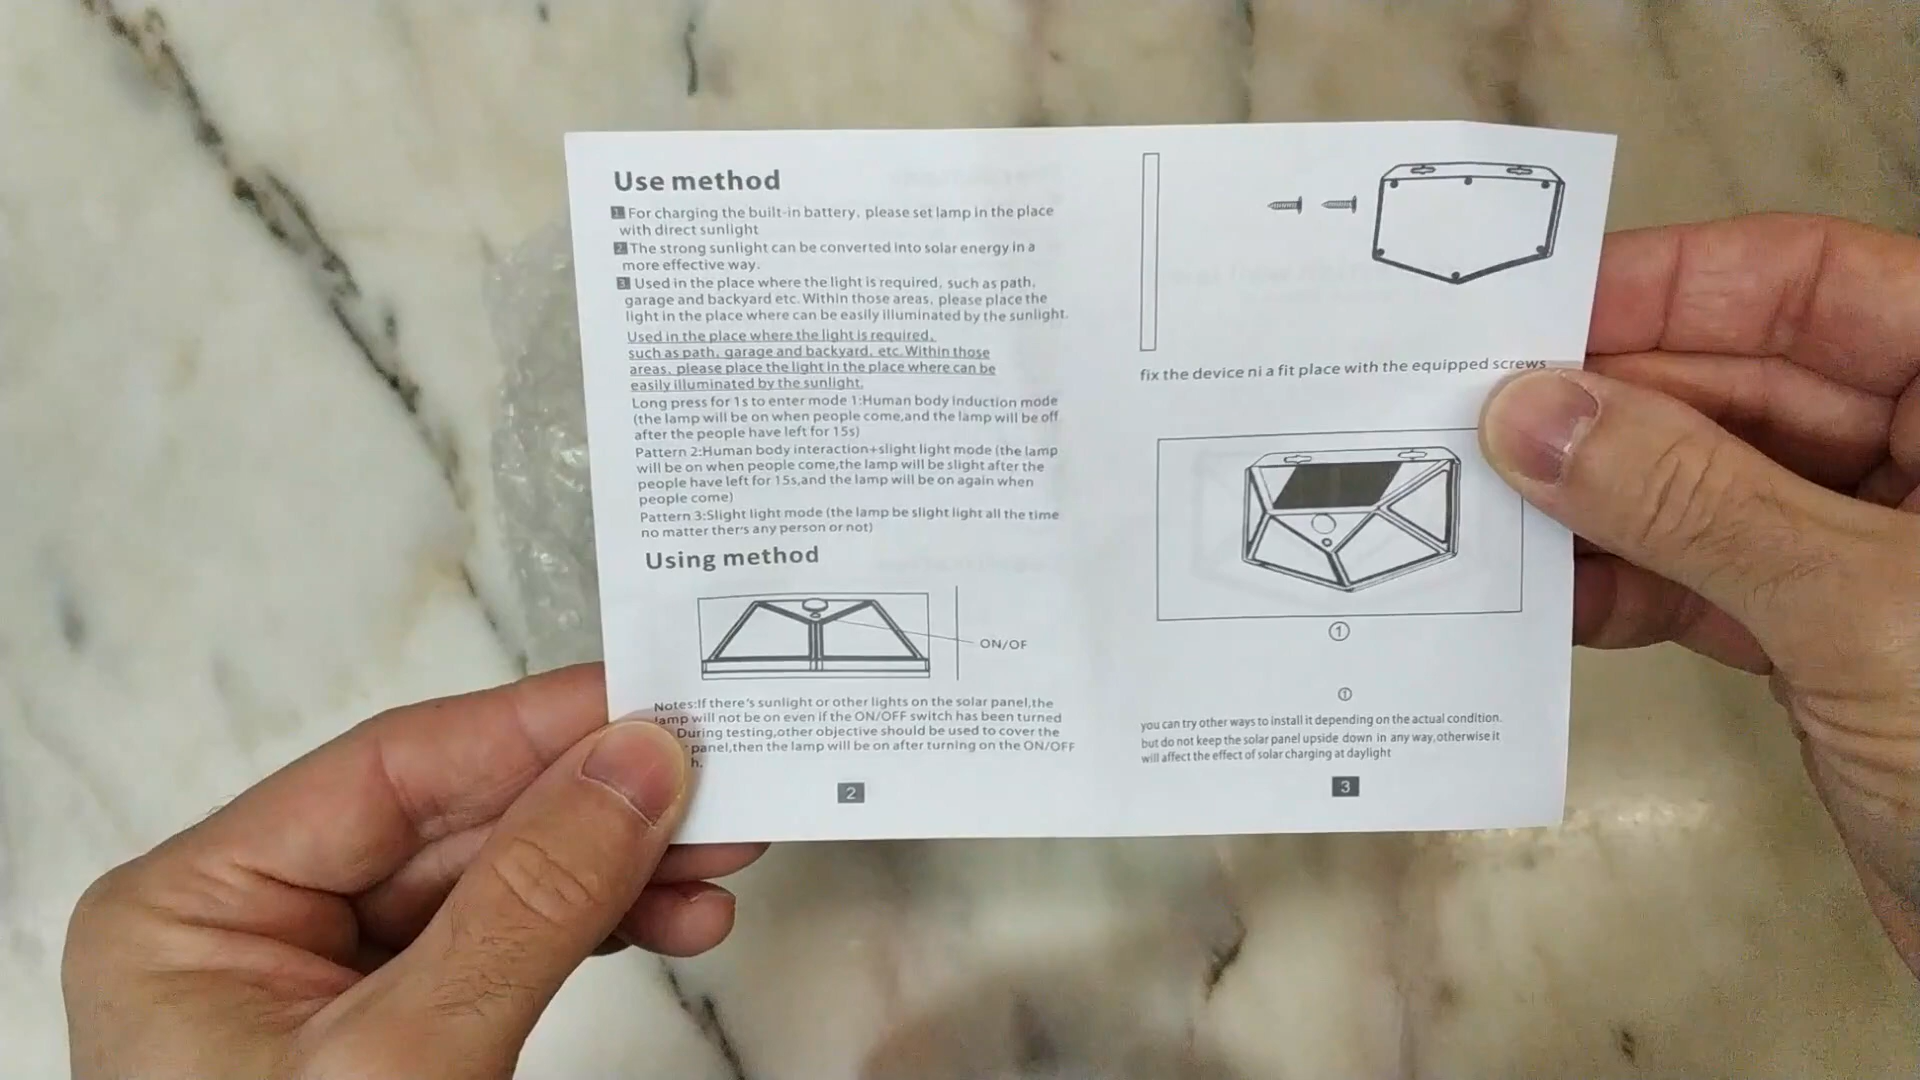 Use method
1 For charging the built-in battery, please set lamp in the place
with direct sunlight
2 The strong sunlight can be converted into solar energy in a
more effective way.
3 Used in the place where the light is required, such as path,
garage and backyard etc. Within those areas, please place the
light in the place where can be easily illuminated by the sunlight.
Used in the place where the light is required,
such as path, garage and backyard, etc. Within those
areas, please place the light in the place where can be
easily illuminated by the sunlight.
Long press for 1s to enter mode 1:Human body induction mode
(the lamp will be on when people come,and the lamp will be off
after the people have left for 15s)
Pattern 2:Human body interaction+slight light mode (the lamp
will be on when people come,the lamp will be slight after the
people have left for 15s,and the lamp will be on again when
people come)
Pattern 3:Slight light mode (the lamp be slight light all the time
no matter ther's any person or not)
Using method
ON/OF
Notes:If there's sunlight or other lights on the solar panel,the
lamp will not be on even if the ON/OFF switch has been turned
During testing,other objective should be used to cover the
panel,then the lamp will be on after turning on the ON/OFF
h.
2
fix the device ni a fit place with the equipped screws
①
①
you can try other ways to install it depending on the actual condition.
but do not keep the solar panel upside down in any way,otherwise it
will affect the effect of solar charging at daylight
3